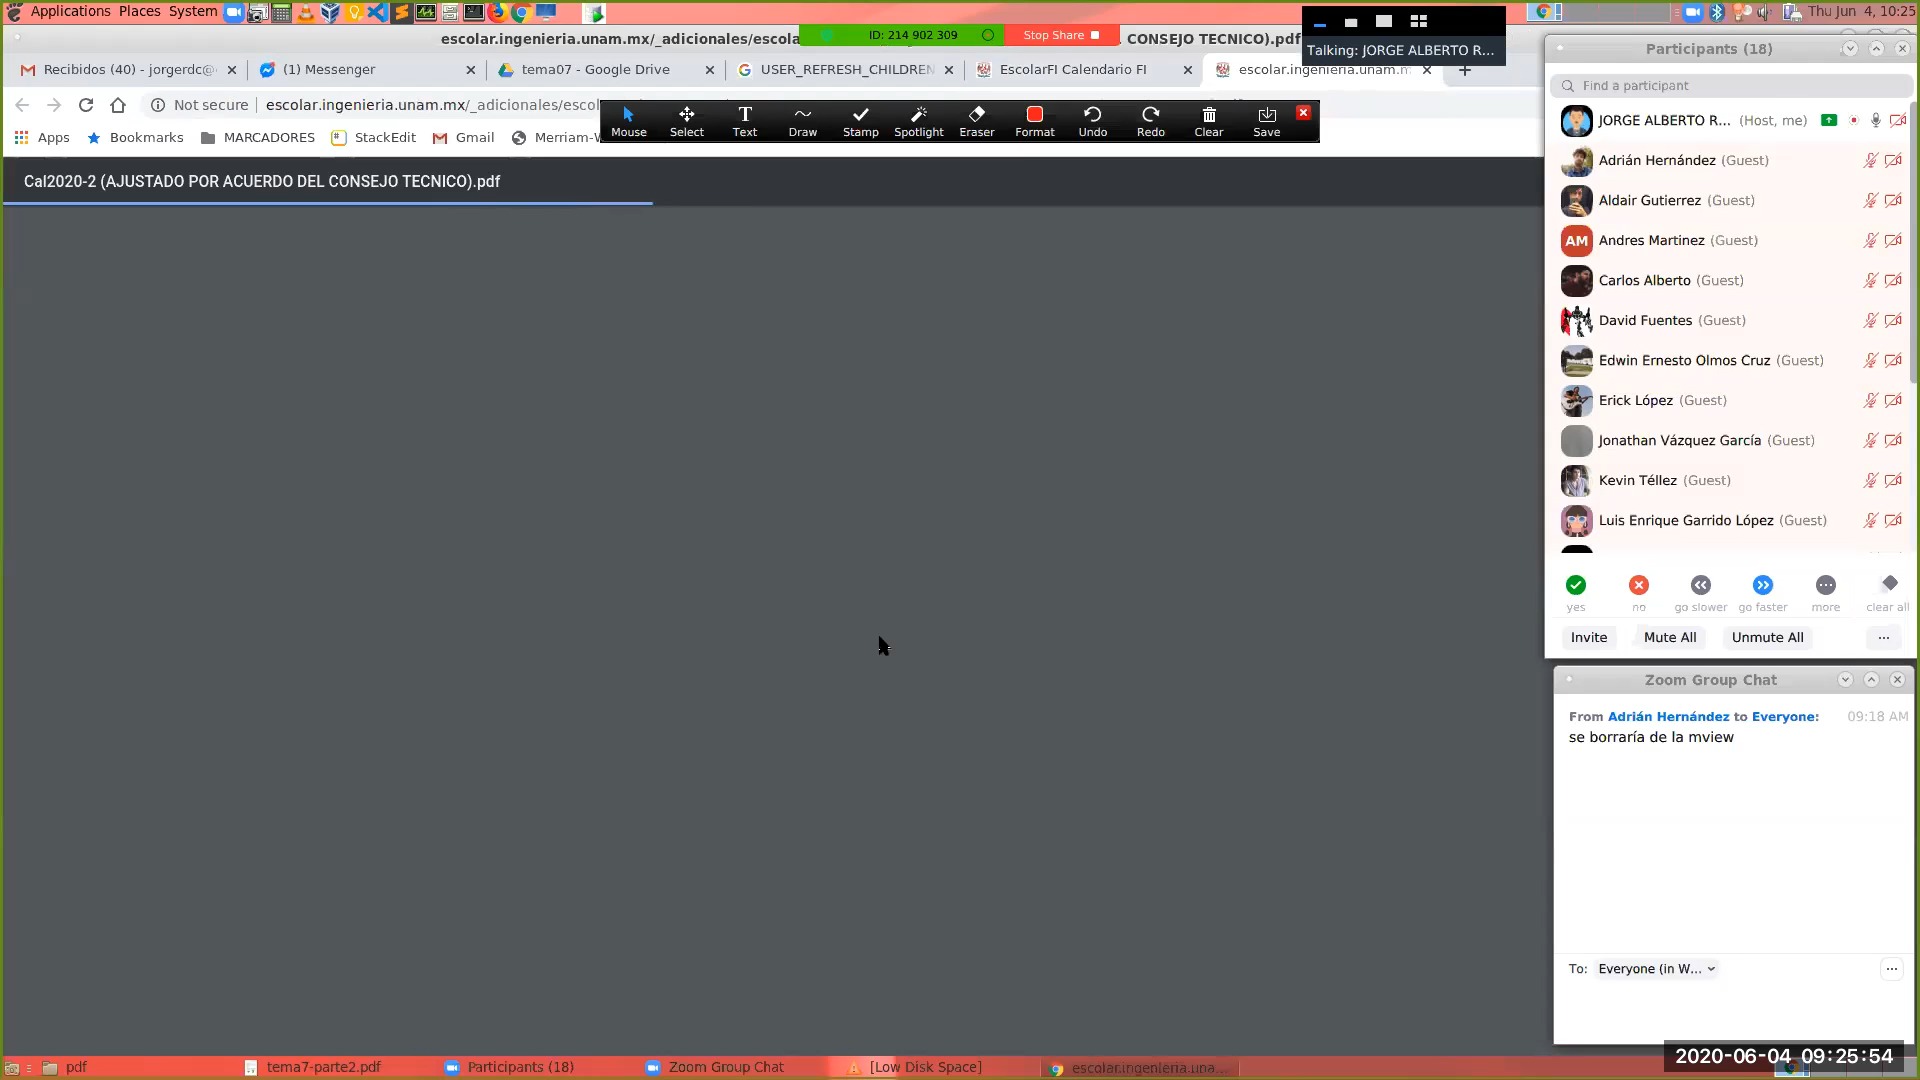 Applications Places System
Thu Jun 4, 10:25
escolar.ingenieria.unam.mx/_adicionales/escola
ID: 214 902 309
Stop Share
CONSEJO TECNICO).pdf
Talking: JORGE ALBERTO R...
Recibidos (40) - jorgerdc@
(1) Messenger
tema07 - Google Drive
USER_REFRESH_CHILDREN
EscolarFI Calendario FI
escolar.ingenieria.unam.m
Not secure
escolar.ingenieria.unam.mx/_adicionales/escol
Mouse
Select
Text
Draw
Stamp
Spotlight
Eraser
Format
Undo
Redo
Clear
Save
Apps
Bookmarks
MARCADORES
StackEdit
Gmail
Merriam-W
Cal2020-2 (AJUSTADO POR ACUERDO DEL CONSEJO TECNICO).pdf
Participants (18)
Find a participant
JORGE ALBERTO R... (Host, me)
Adrián Hernández (Guest)
Aldair Gutierrez (Guest)
AM Andres Martinez (Guest)
Carlos Alberto (Guest)
David Fuentes (Guest)
Edwin Ernesto Olmos Cruz (Guest)
Erick López (Guest)
Jonathan Vázquez García (Guest)
Kevin Téllez (Guest)
Luis Enrique Garrido López (Guest)
yes no go slower go faster more clear all
Invite Mute All Unmute All ...
Zoom Group Chat
From Adrián Hernández to Everyone: 09:18 AM
se borraría de la mview
To: Everyone (in W...
pdf
tema7-parte2.pdf
Participants (18)
Zoom Group Chat
[Low Disk Space]
escolar.ingenieria.una...
2020-06-04 09:25:54